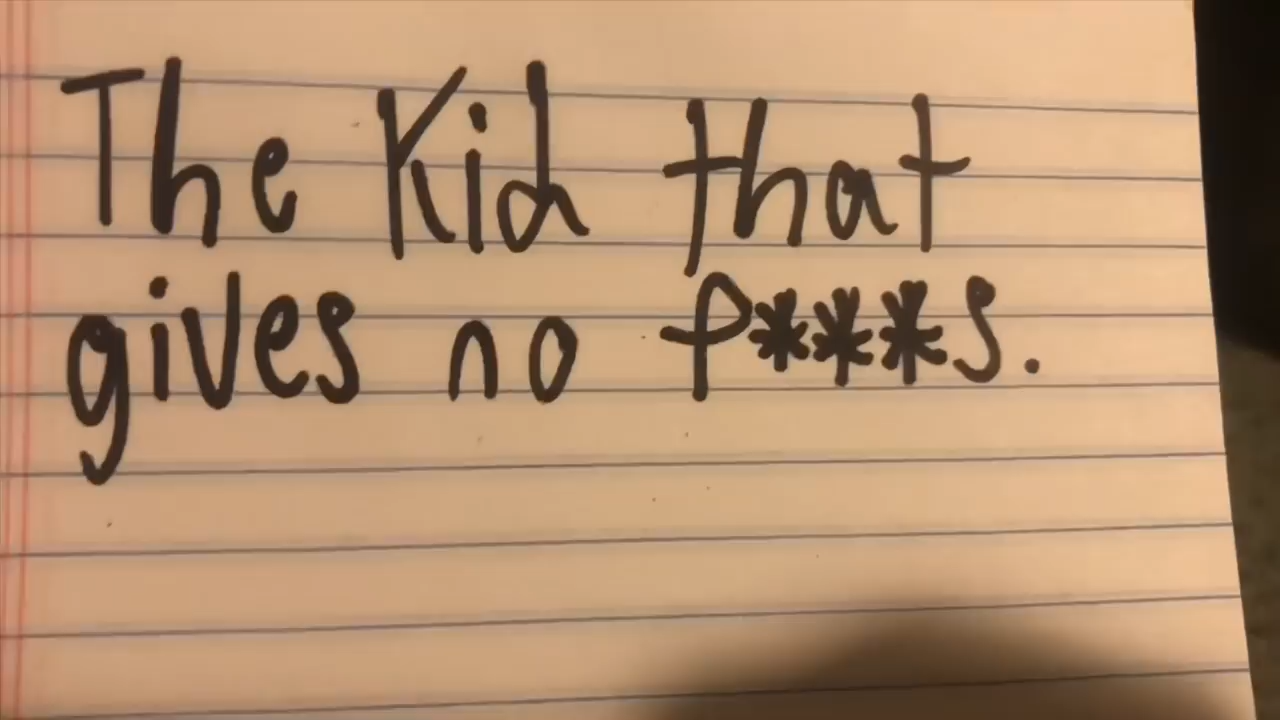 The Kid that
gives no f***s.